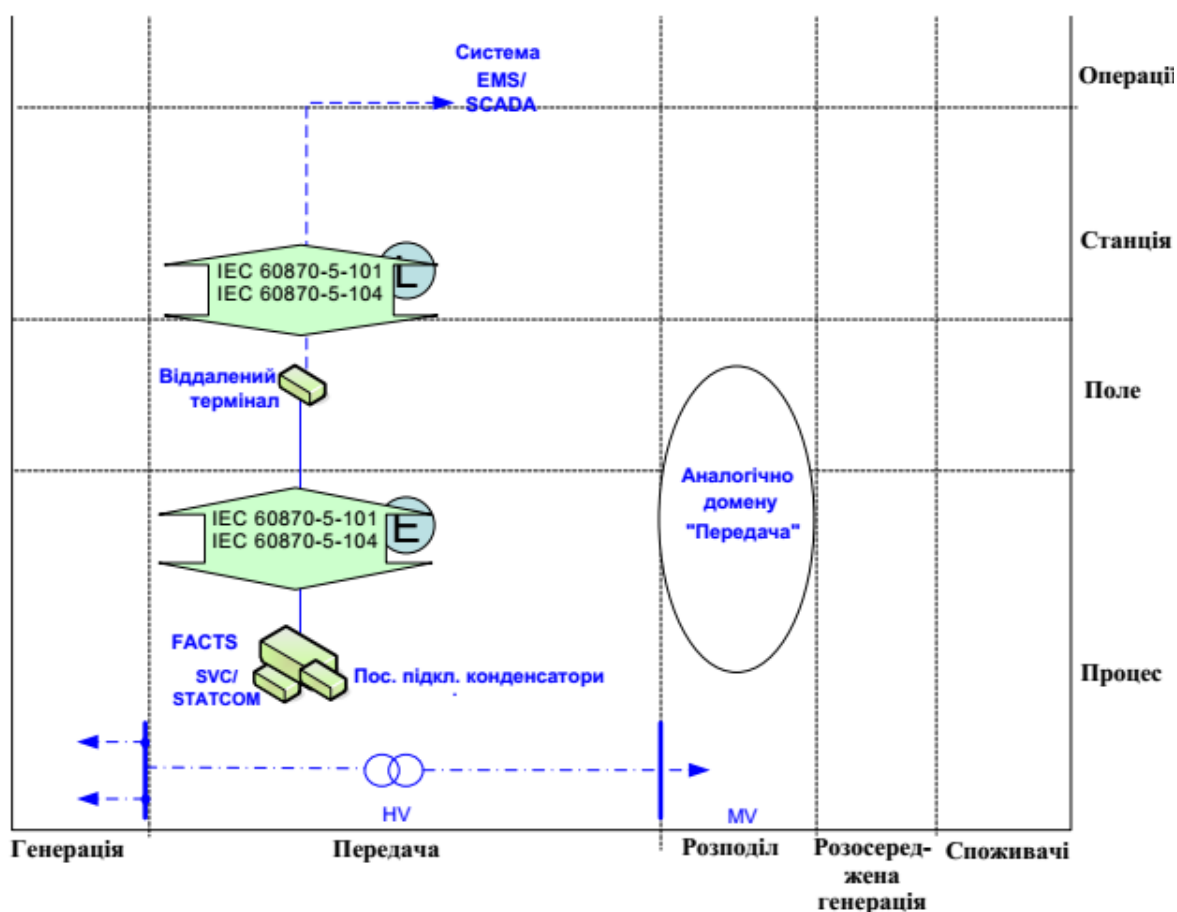 Система
EMS/
SCADA
Операції
Станція
IEC 60870-5-101
IEC 60870-5-104
L
Віддалений
термінал
Поле
Аналогічно
домену
"Передача"
IEC 60870-5-101
IEC 60870-5-104
E
FACTS
SVC/
STATCOM
Пос. підкл. конденсатори
Процес
HV
MV
Генерація
Передача
Розподіл
Розосеред-
жена
генерація
Споживачі